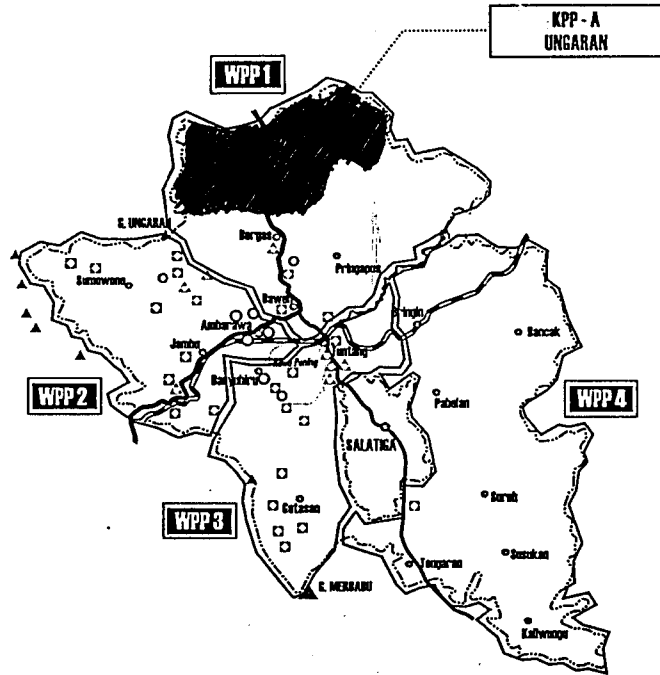 KPP - A
UNGARAN
WPP 1
G. UNGARAN
Bergas
Pringapus
Sumowono
Bawen
Bringin
Ambarawa
Jambu
Tuntang
Bancak
Banyubiru
WPP 2
Pabelan
WPP 4
SALATIGA
Suruh
Getasan
WPP 3
Susukan
Tengaran
G. MERBABU
Kaliwungu